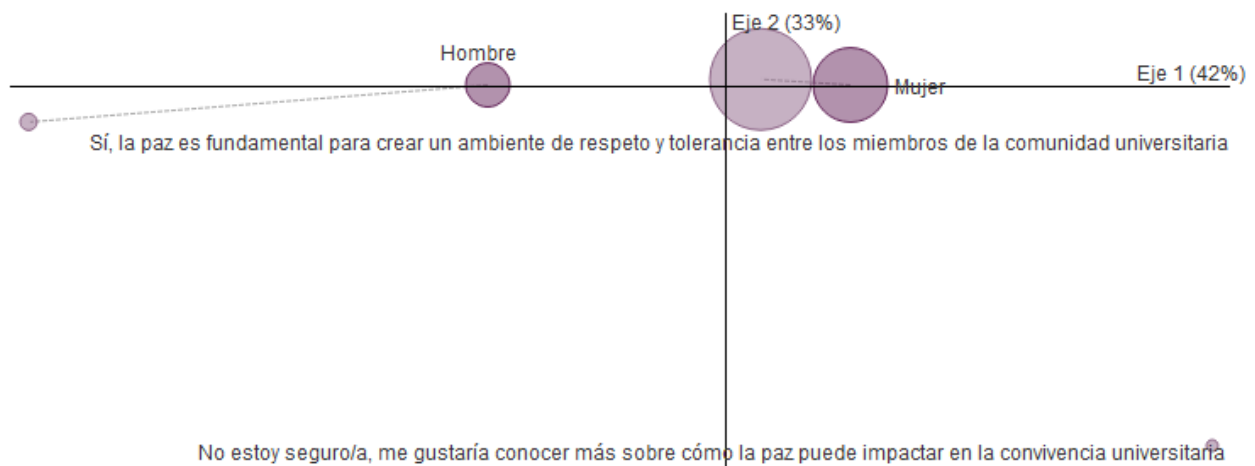 Eje 2 (33%)
Hombre
Eje 1 (42%)
Mujer
Sí, la paz es fundamental para crear un ambiente de respeto y tolerancia entre los miembros de la comunidad universitaria
No estoy seguro/a, me gustaría conocer más sobre cómo la paz puede impactar en la convivencia universitaria